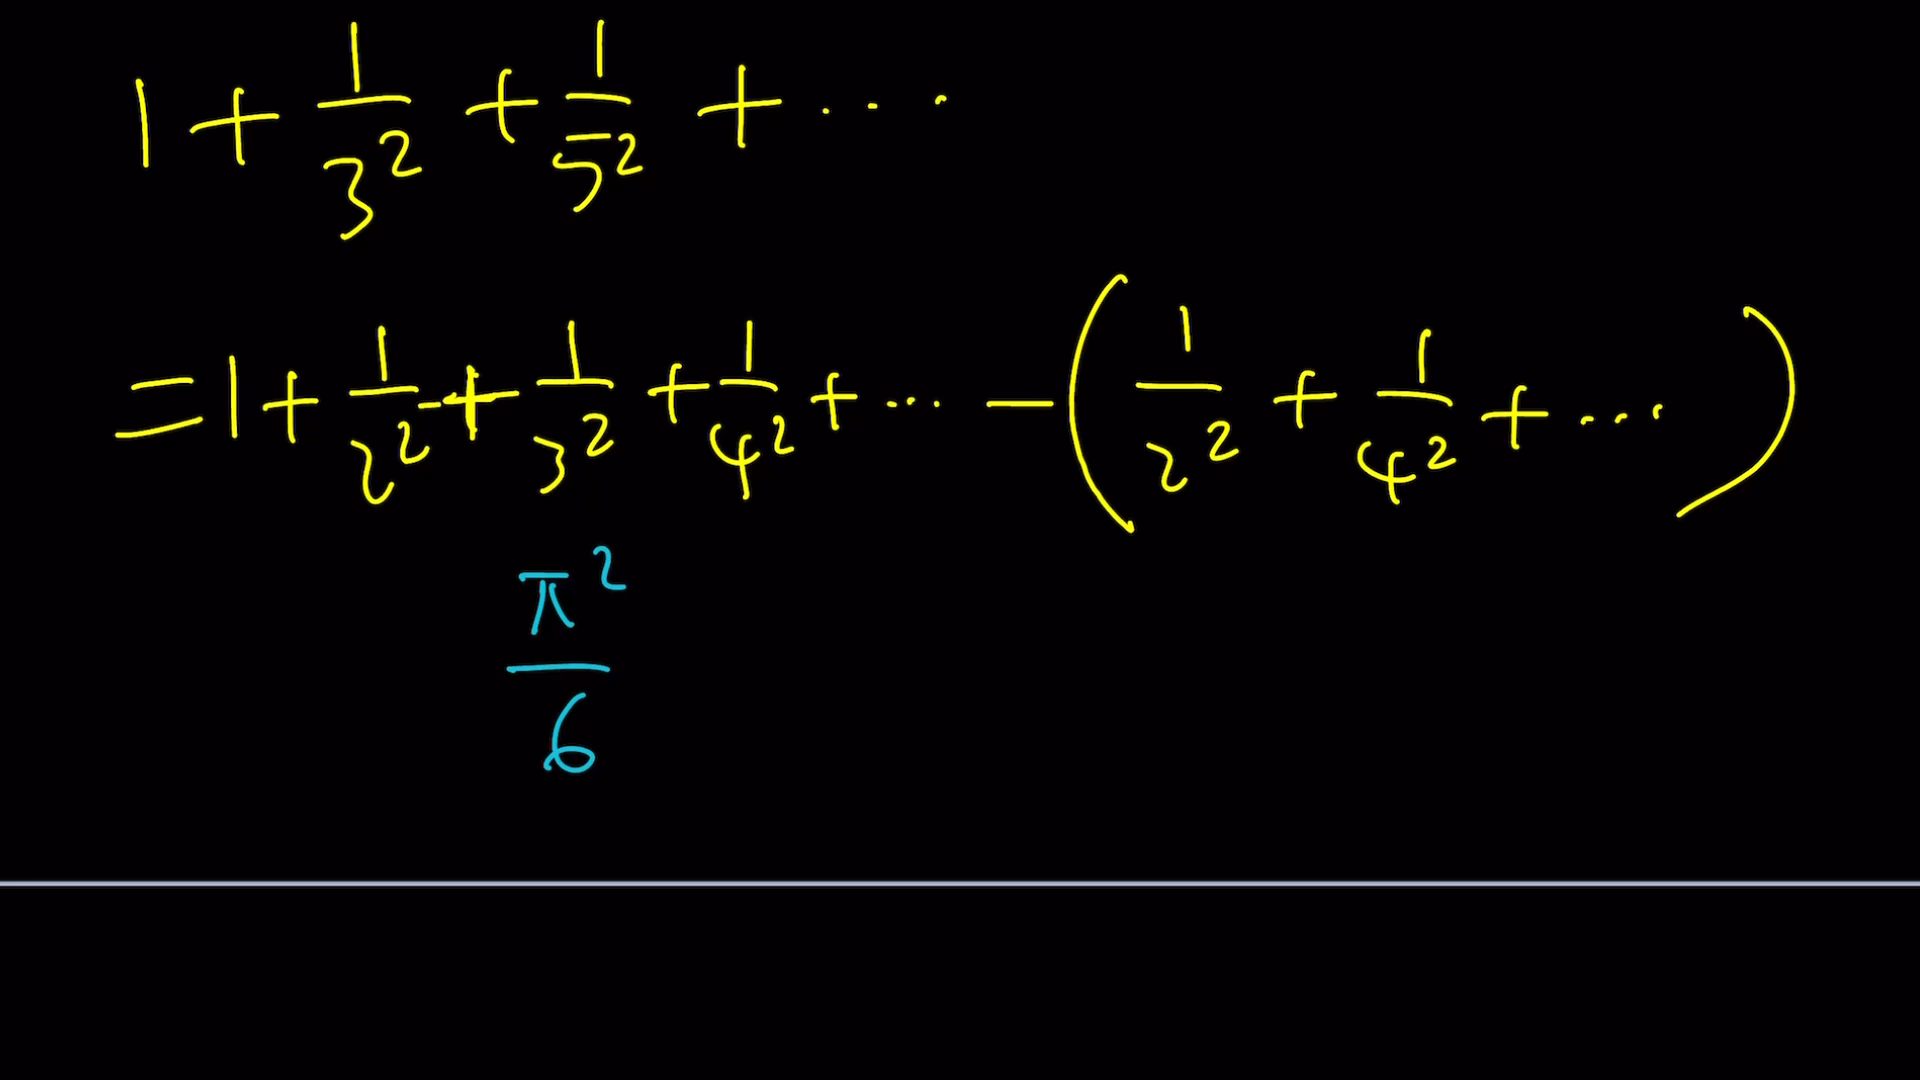 1 + 1/3² + 1/5² + ...
= 1 + 1/2² + 1/3² + 1/4² + ... - (1/2² + 1/4² + ...)
π²/6